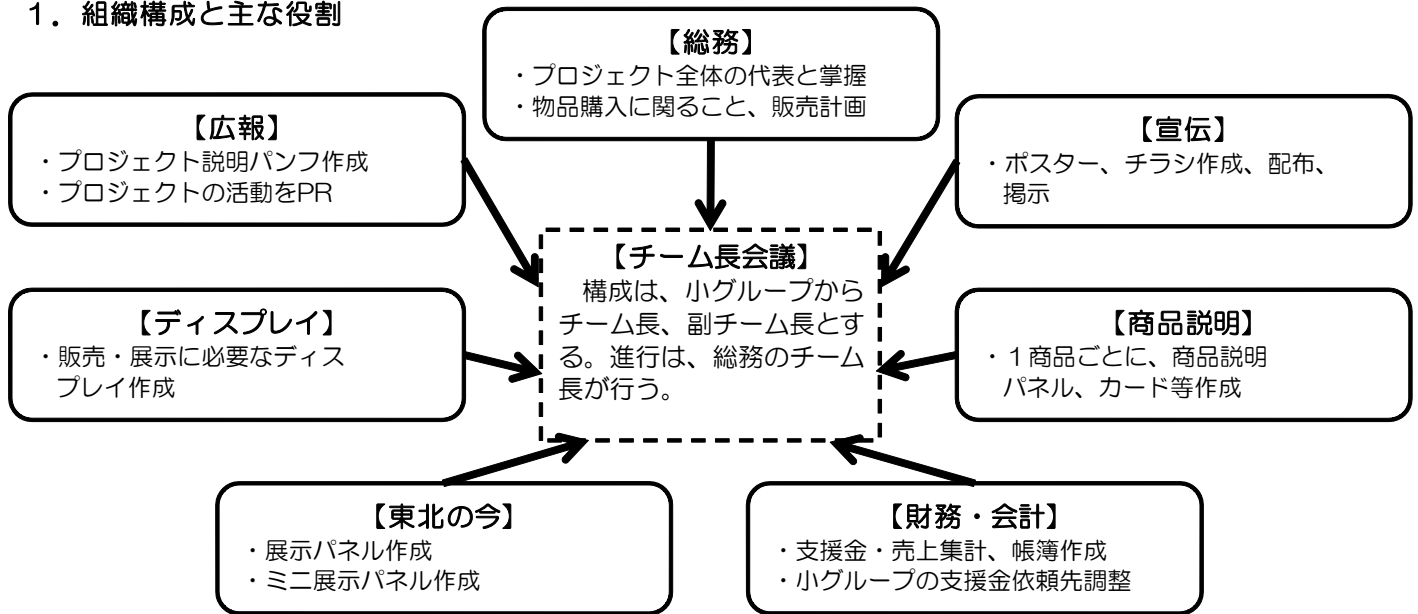 １．組織構成と主な役割
【総務】
・プロジェクト全体の代表と掌握
・物品購入に関ること、販売計画
【広報】
・プロジェクト説明パンフ作成
・プロジェクトの活動をPR
【宣伝】
・ポスター、チラシ作成、配布、
掲示
【チーム長会議】
構成は、小グループから
チーム長、副チーム長とす
る。進行は、総務のチーム
長が行う。
【ディスプレイ】
・販売・展示に必要なディス
プレイ作成
【商品説明】
・１商品ごとに、商品説明
パネル、カード等作成
【東北の今】
・展示パネル作成
・ミニ展示パネル作成
【財務・会計】
・支援金・売上集計、帳簿作成
・小グループの支援金依頼先調整